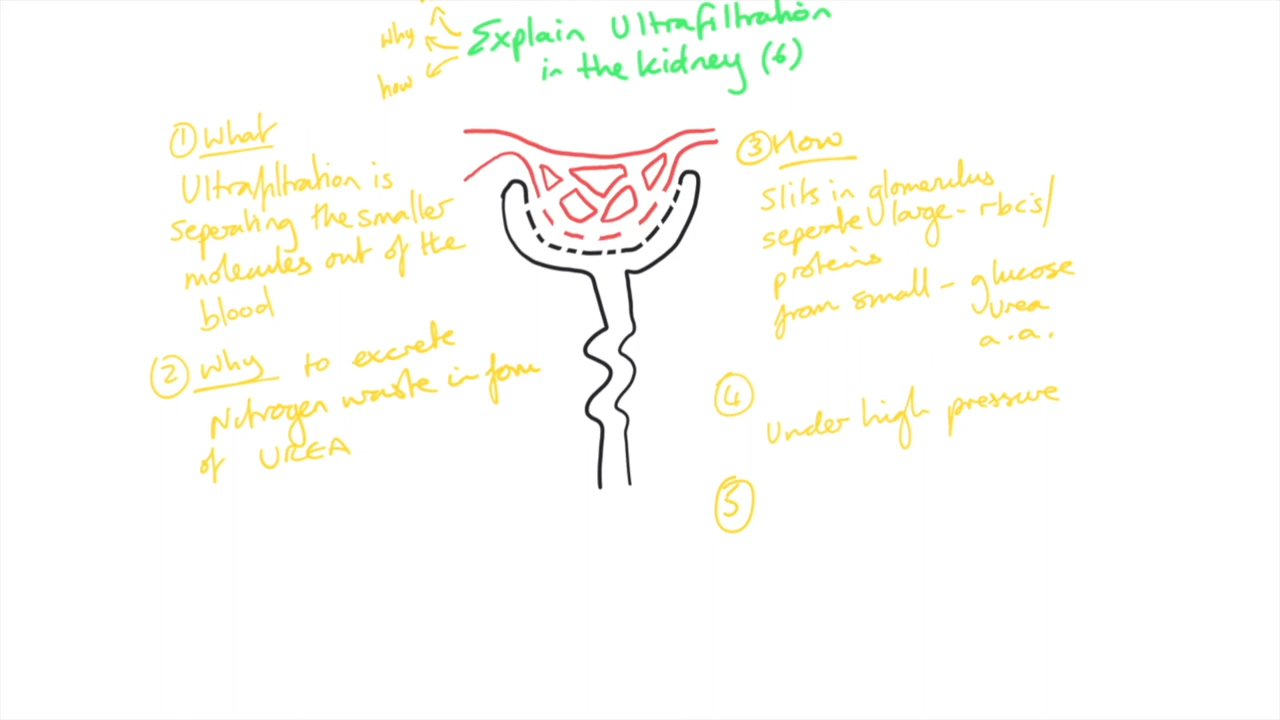 Explain Ultrafiltration
in the kidney (6)
why
how
① What
Ultrafiltration is
seperating the smaller
molecules out of the
blood
② Why to excrete
Nitrogen waste in form
of UREA
③ How
Slits in glomerulus
seperate large - rbc's/
proteins
from small - glucose
urea
a.a.
④
Under high pressure
⑤